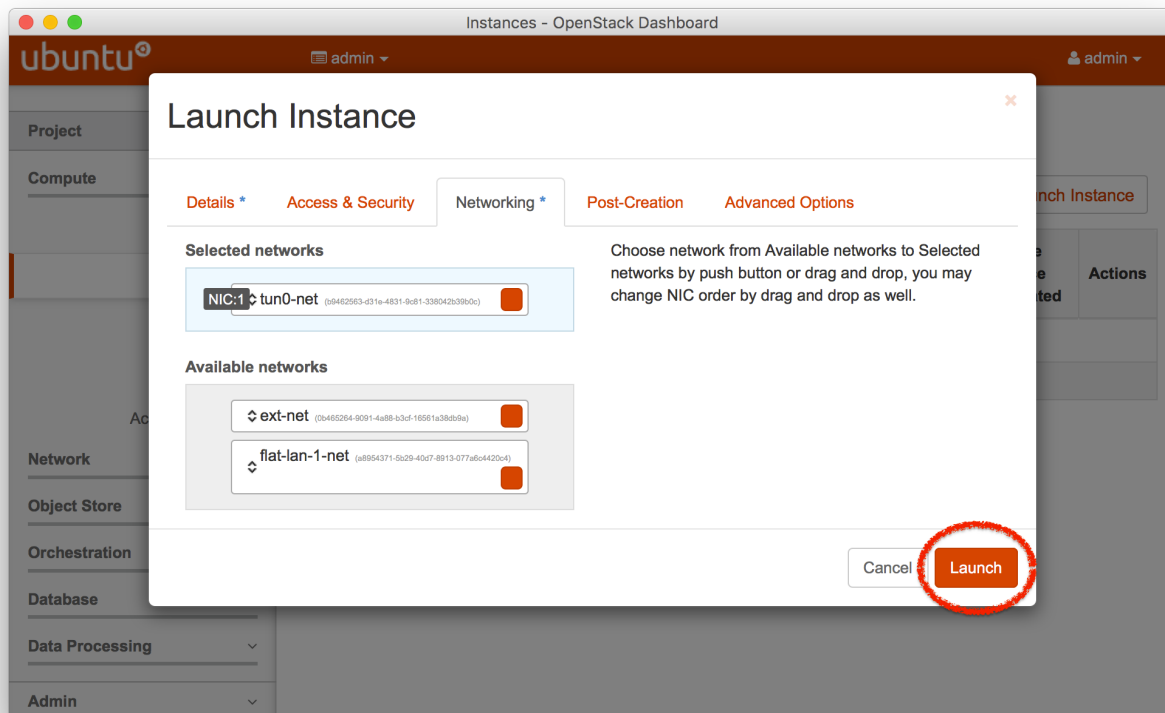 Instances - OpenStack Dashboard
ubuntu
admin
admin
Launch Instance
×
Project
Compute
Details *
Access & Security
Networking *
Post-Creation
Advanced Options
nch Instance
Selected networks
Choose network from Available networks to Selected
networks by push button or drag and drop, you may
change NIC order by drag and drop as well.
e
e
ted
Actions
NIC:1
tun0-net (b9462563-d31e-4831-9c81-338042b39b0c)
Available networks
ext-net (0b465264-9091-4a88-b3cf-16561a38db9a)
flat-lan-1-net (a8954371-5b29-40d7-8913-077a6c4420c4)
Ac
Network
Object Store
Orchestration
Database
Data Processing
Admin
Cancel
Launch